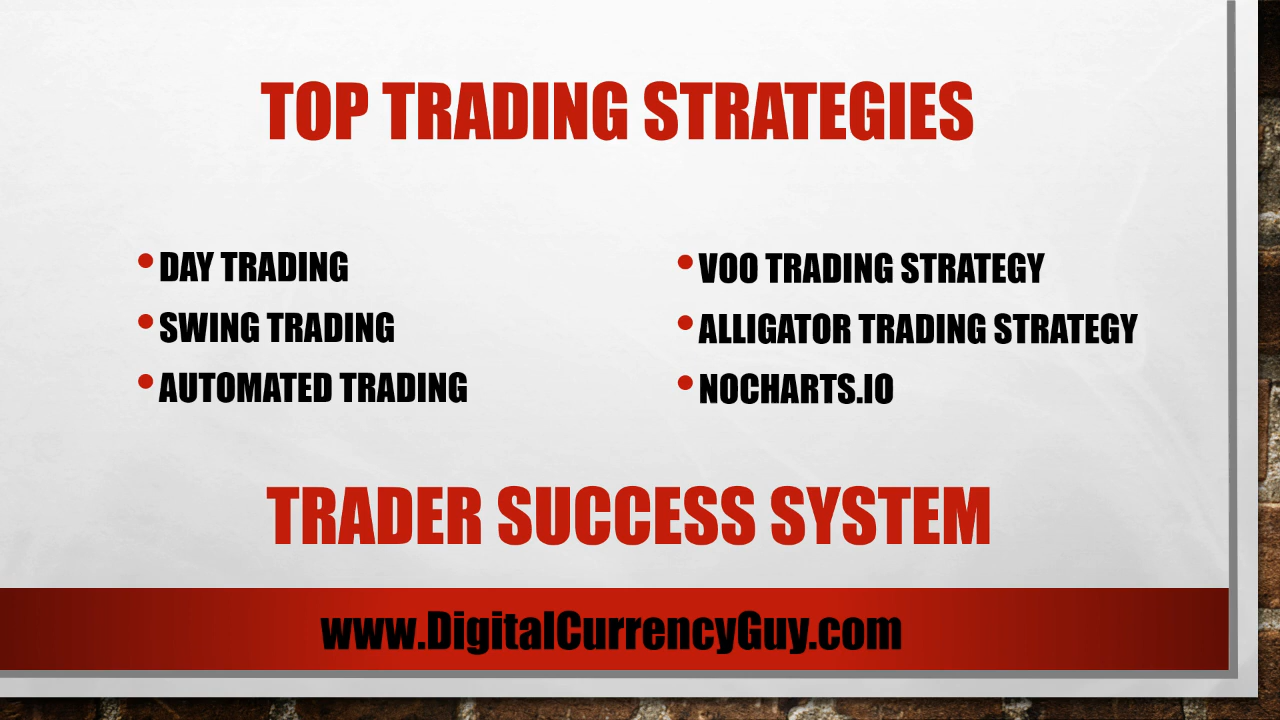 TOP TRADING STRATEGIES
• DAY TRADING
• SWING TRADING
• AUTOMATED TRADING
• VOO TRADING STRATEGY
• ALLIGATOR TRADING STRATEGY
• NOCHARTS.IO
TRADER SUCCESS SYSTEM
www.DigitalCurrencyGuy.com